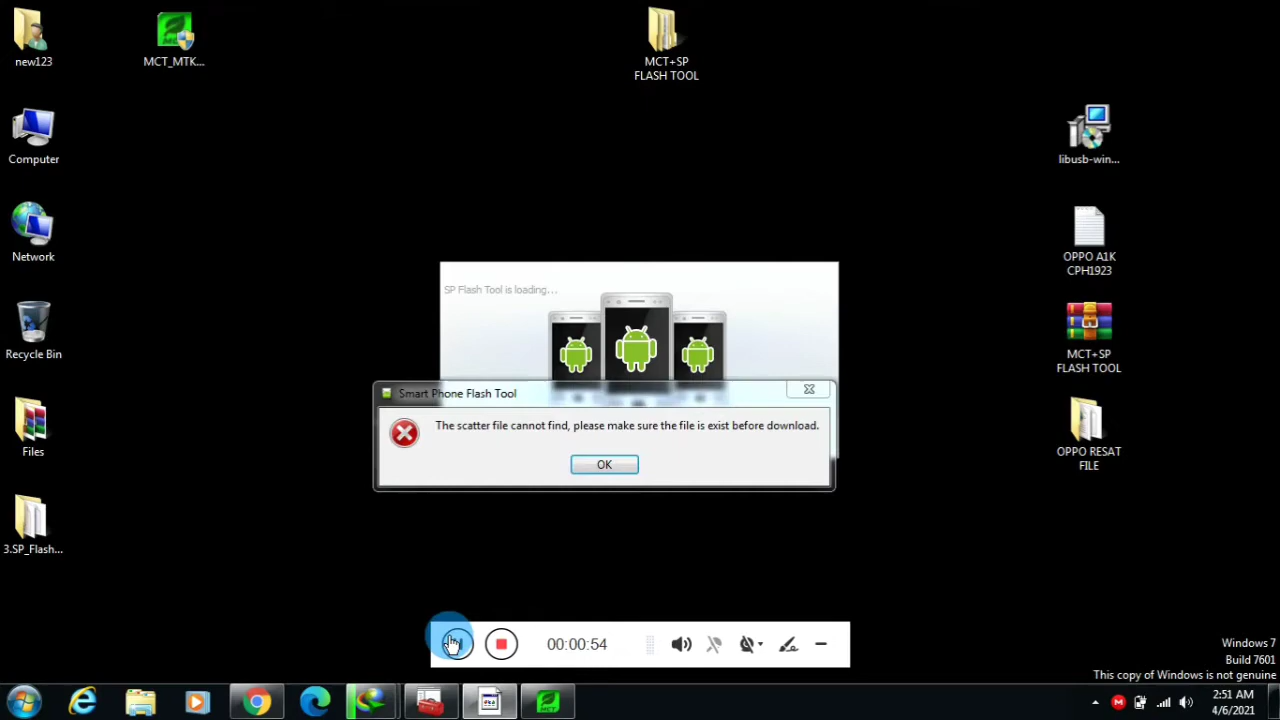 new123
MCT_MTK...
MCT+SP
FLASH TOOL
Computer
libusb-win...
Network
OPPO A1K
CPH1923
SP Flash Tool is loading...
Recycle Bin
MCT+SP
FLASH TOOL
Smart Phone Flash Tool
The scatter file cannot find, please make sure the file is exist before download.
OK
Files
OPPO RESAT
FILE
3.SP_Flash...
00:00:54
Windows 7
Build 7601
This copy of Windows is not genuine
2:51 AM
4/6/2021